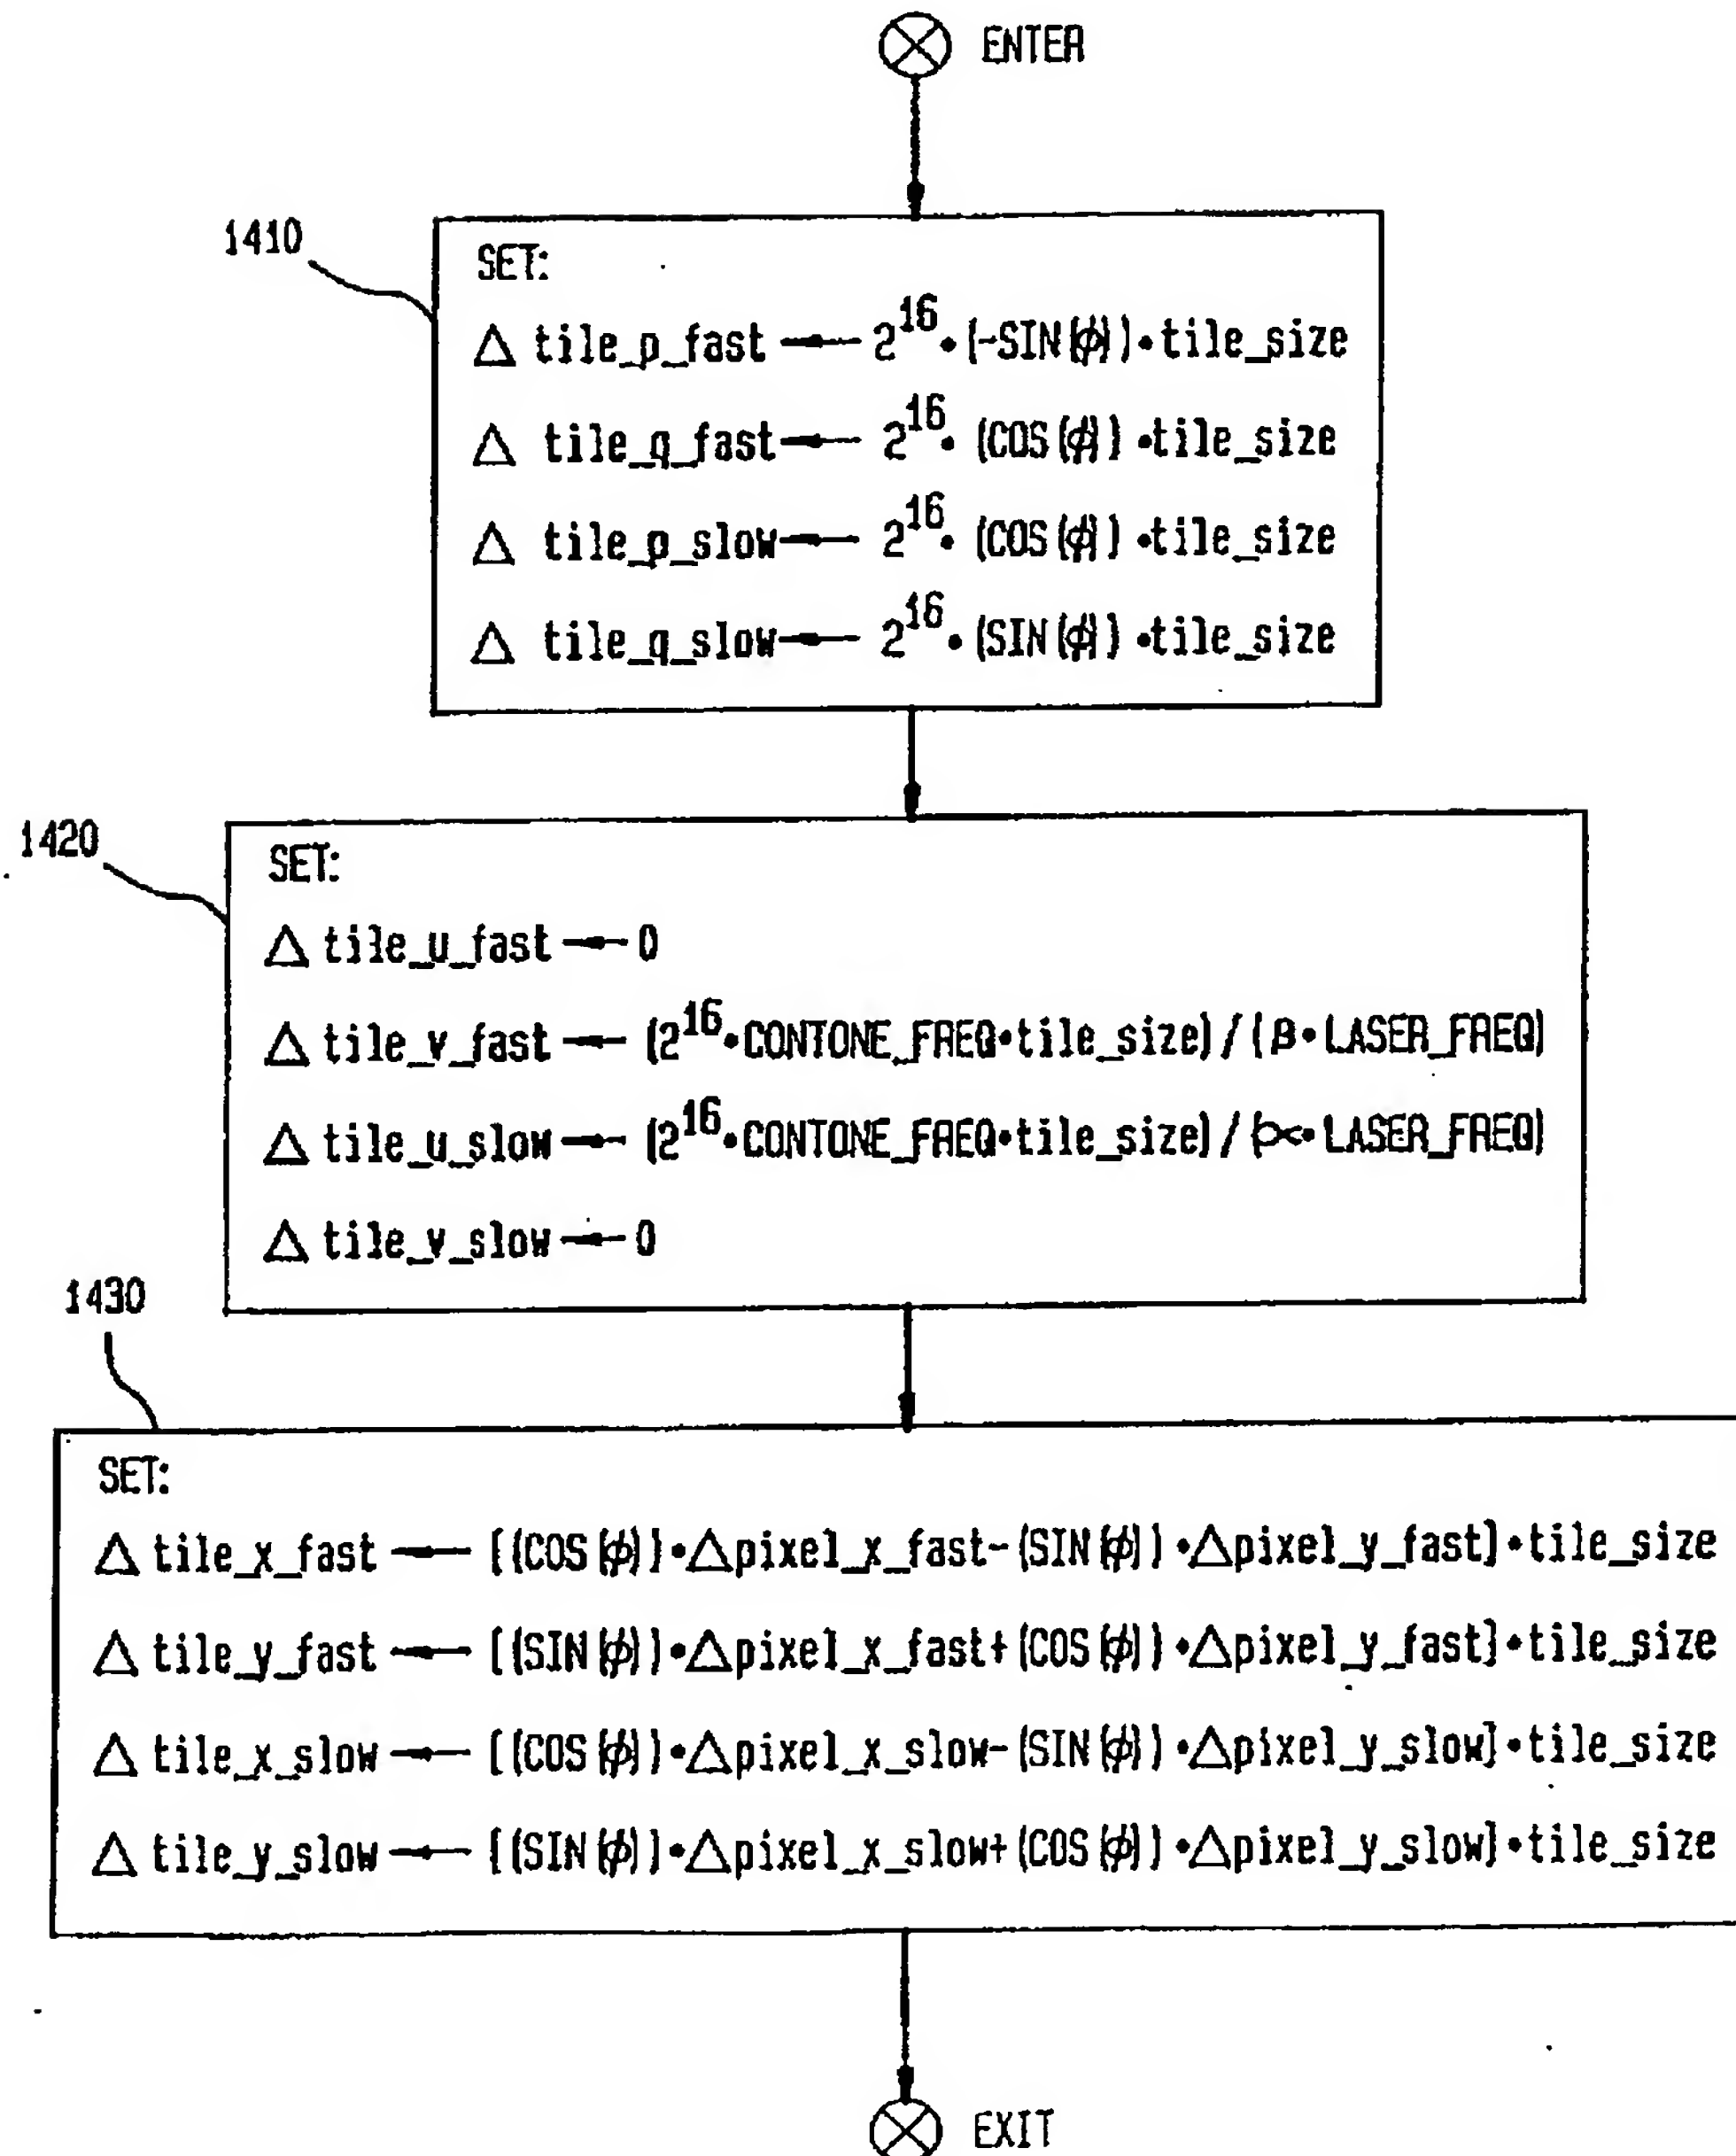 ENTER
1410
SET:
Δ tile_p_fast ← 2^16 • (-SIN(ϕ)) • tile_size
Δ tile_q_fast ← 2^16 • (COS(ϕ)) • tile_size
Δ tile_p_slow ← 2^16 • (COS(ϕ)) • tile_size
Δ tile_q_slow ← 2^16 • (SIN(ϕ)) • tile_size
1420
SET:
Δ tile_u_fast ← 0
Δ tile_v_fast ← (2^16 • CONTONE_FREQ • tile_size) / (β • LASER_FREQ)
Δ tile_u_slow ← (2^16 • CONTONE_FREQ • tile_size) / (∝ • LASER_FREQ)
Δ tile_v_slow ← 0
1430
SET:
Δ tile_x_fast ← [(COS(ϕ)) • Δpixel_x_fast - (SIN(ϕ)) • Δpixel_y_fast] • tile_size
Δ tile_y_fast ← [(SIN(ϕ)) • Δpixel_x_fast + (COS(ϕ)) • Δpixel_y_fast] • tile_size
Δ tile_x_slow ← [(COS(ϕ)) • Δpixel_x_slow - (SIN(ϕ)) • Δpixel_y_slow] • tile_size
Δ tile_y_slow ← [(SIN(ϕ)) • Δpixel_x_slow + (COS(ϕ)) • Δpixel_y_slow] • tile_size
EXIT